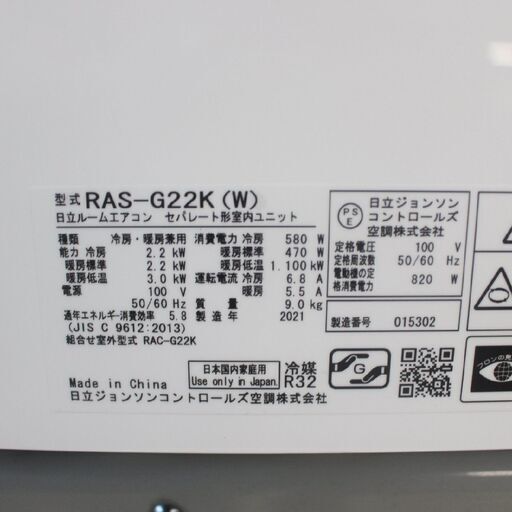 型式 RAS-G22K(W)
日立ルームエアコン セパレート形室内ユニット
種類 冷房・暖房兼用 消費電力 冷房 580 W
能力 冷房 2.2 kW 暖房標準 470 W
暖房標準 2.2 kW 暖房低温 1,100 kW
暖房低温 3.0 kW 運転電流 冷房 6.8 A
電源 100 V 暖房 5.5 A
50/60 Hz 質量 9.0 kg
通年エネルギー消費効率 5.8 製造年 2021
(JIS C 9612:2013)
組合せ室外型式 RAC-G22K
PS
E
日立ジョンソン
コントロールズ
空調株式会社
定格電圧 100 V
定格周波数 50/60 Hz
電動機の定
格消費電力 820 W
製造番号 015302
Made in China
日本国内家庭用
Use only in Japan.
冷媒
R32
G
日立ジョンソンコントロールズ空調株式会社
フロンの見